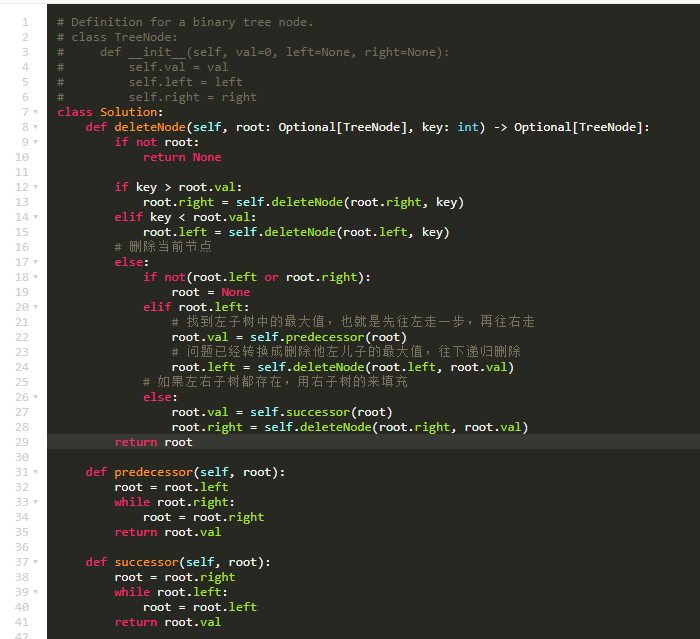 1 # Definition for a binary tree node.
2 # class TreeNode:
3 #     def __init__(self, val=0, left=None, right=None):
4 #         self.val = val
5 #         self.left = left
6 #         self.right = right
7 class Solution:
8     def deleteNode(self, root: Optional[TreeNode], key: int) -> Optional[TreeNode]:
9         if not root:
10             return None
11
12         if key > root.val:
13             root.right = self.deleteNode(root.right, key)
14         elif key < root.val:
15             root.left = self.deleteNode(root.left, key)
16         # 删除当前节点
17         else:
18             if not(root.left or root.right):
19                 root = None
20             elif root.left:
21                 # 找到左子树中的最大值，也就是先往左走一步，再往右走
22                 root.val = self.predecessor(root)
23                 # 问题已经转换成删除他左儿子的最大值，往下递归删除
24                 root.left = self.deleteNode(root.left, root.val)
25             # 如果左右子树都存在，用右子树的来填充
26             else:
27                 root.val = self.successor(root)
28                 root.right = self.deleteNode(root.right, root.val)
29         return root
30
31     def predecessor(self, root):
32         root = root.left
33         while root.right:
34             root = root.right
35         return root.val
36
37     def successor(self, root):
38         root = root.right
39         while root.left:
40             root = root.left
41         return root.val
42